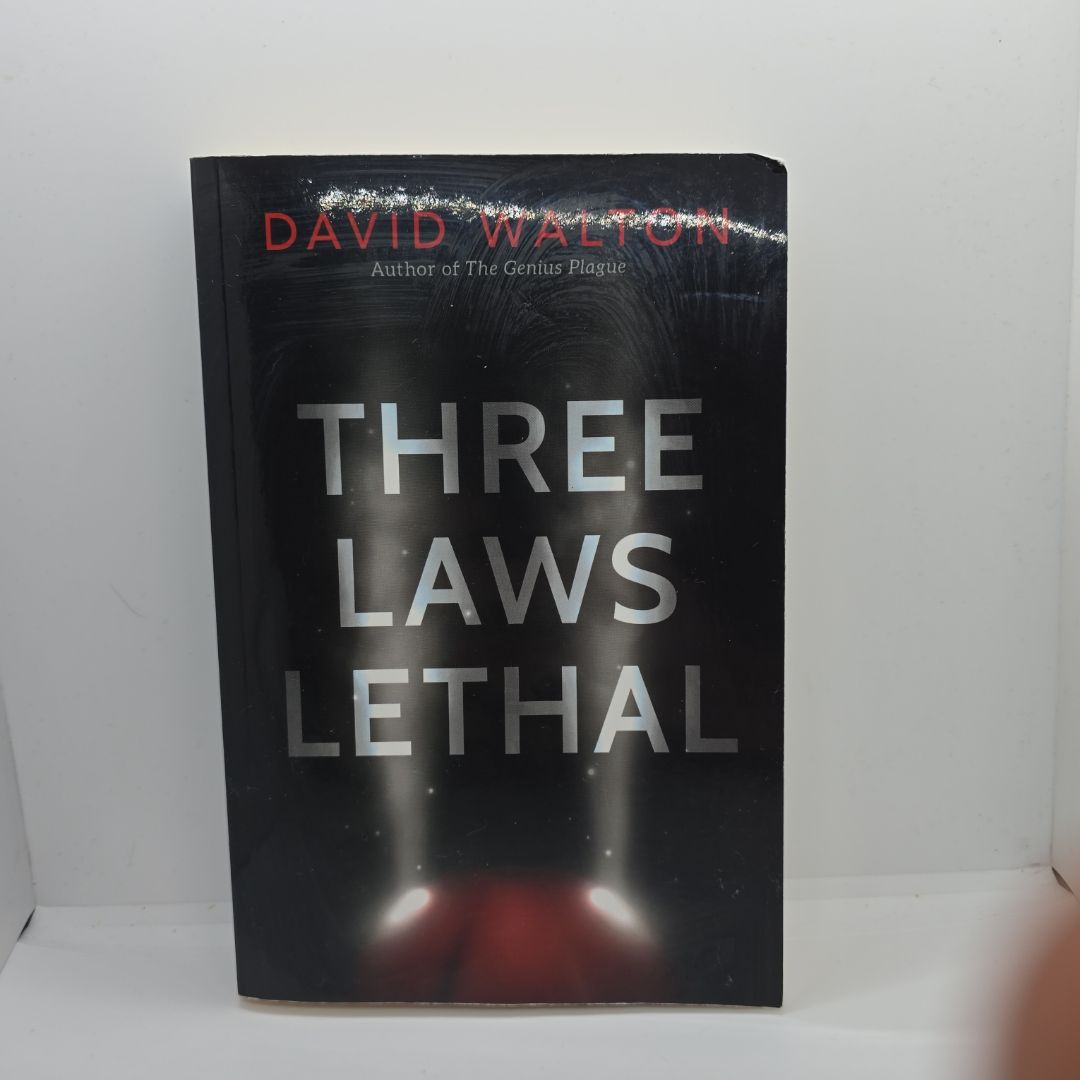 DAVID WALTON
Author of The Genius Plague
THREE
LAWS
LETHAL